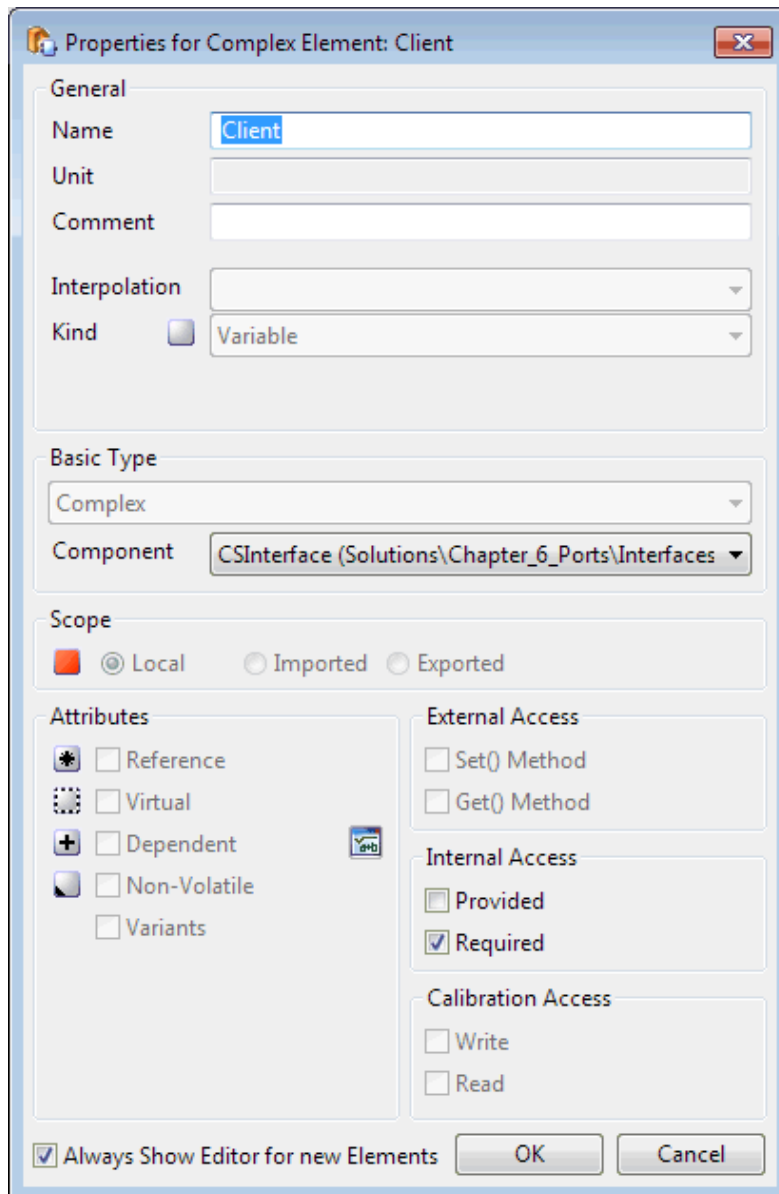 Properties for Complex Element: Client
General
Name Client
Unit
Comment
Interpolation
Kind Variable
Basic Type
Complex
Component CSInterface (Solutions\Chapter_6_Ports\Interfaces
Scope
Local Imported Exported
Attributes
Reference
Virtual
Dependent
Non-Volatile
Variants
External Access
Set() Method
Get() Method
Internal Access
Provided
Required
Calibration Access
Write
Read
Always Show Editor for new Elements OK Cancel